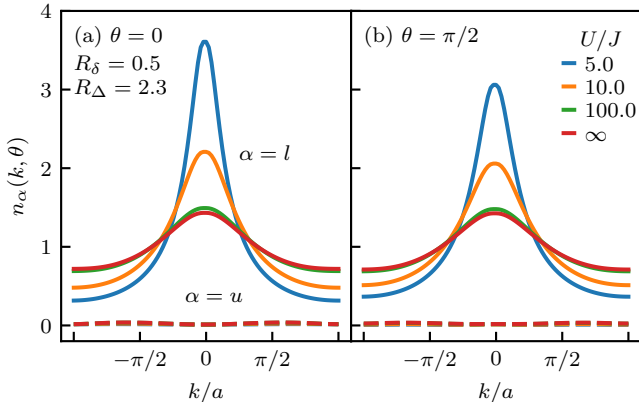 (a) θ = 0
R_δ = 0.5
R_Δ = 2.3
α = l
α = u
(b) θ = π/2
U/J
5.0
10.0
100.0
∞
n_α(k, θ)
4
3
2
1
0
−π/2 0 π/2
k/a
−π/2 0 π/2
k/a